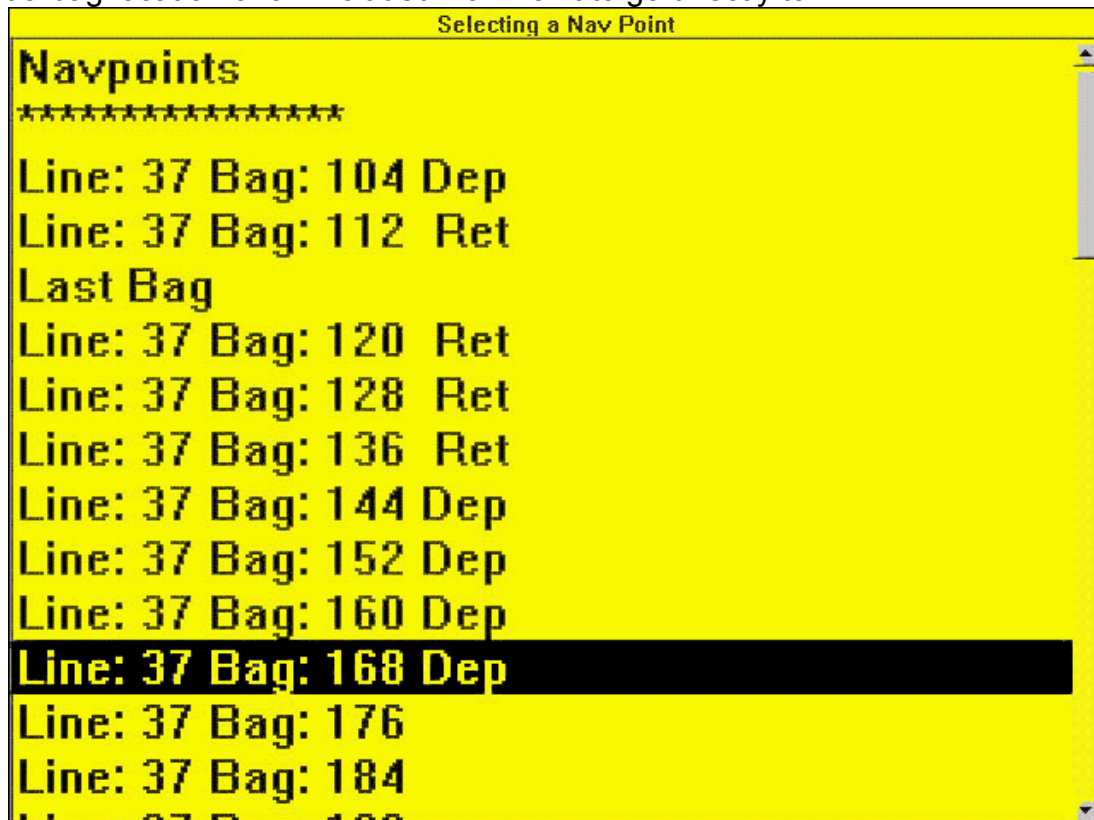 Selecting a Nav Point
Navpoints
****************
Line: 37 Bag: 104 Dep
Line: 37 Bag: 112 Ret
Last Bag
Line: 37 Bag: 120 Ret
Line: 37 Bag: 128 Ret
Line: 37 Bag: 136 Ret
Line: 37 Bag: 144 Dep
Line: 37 Bag: 152 Dep
Line: 37 Bag: 160 Dep
Line: 37 Bag: 168 Dep
Line: 37 Bag: 176
Line: 37 Bag: 184